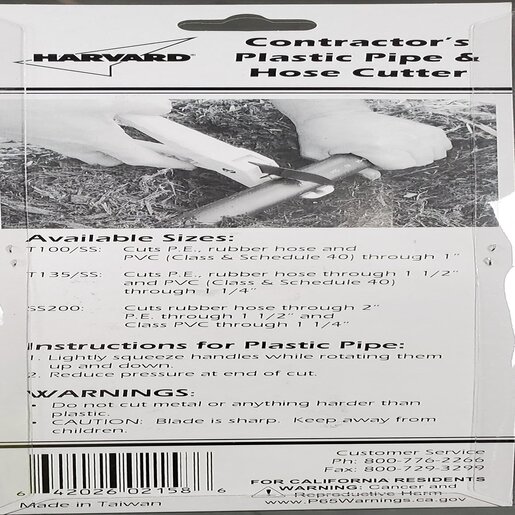 HARVARD
Contractor's
Plastic Pipe &
Hose Cutter
Available Sizes:
T100/SS: Cuts P.E., rubber hose and
PVC (Class & Schedule 40) through 1"
T135/SS: Cuts P.E., rubber hose through 1 1/2"
and PVC (Class & Schedule 40)
through 1 1/4"
SS200: Cuts rubber hose through 2"
P.E. through 1 1/2" and
Class PVC through 1 1/4"
Instructions for Plastic Pipe:
1. Lightly squeeze handles while rotating them
up and down.
2. Reduce pressure at end of cut.
WARNINGS:
• Do not cut metal or anything harder than
plastic.
• CAUTION: Blade is sharp. Keep away from
children.
Customer Service
Ph: 800-776-2266
Fax: 800-729-3299
FOR CALIFORNIA RESIDENTS
WARNING: Cancer and
Reproductive Harm
www.P65Warnings.ca.gov
6 42026 02158 6
Made in Taiwan